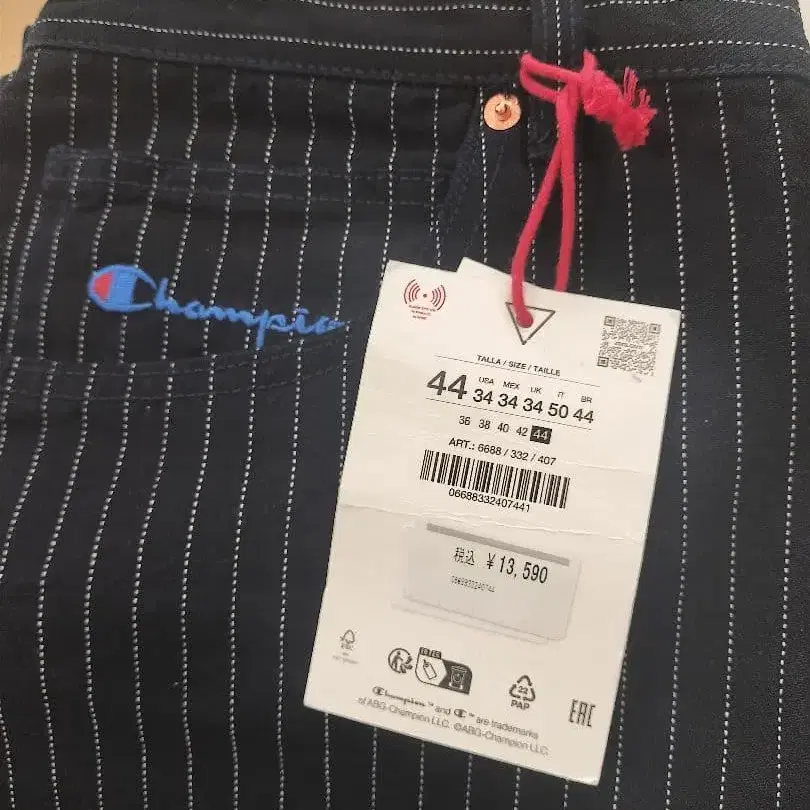 Champion
TALLA / SIZE / TAILLE
44 USA 34 MEX 34 UK 34 IT 50 BR 44
36 38 40 42 44
ART.: 6688 / 332 / 407
06688332407441
税込 ¥13,590
FR ES
22
PAP
EAC
Champion™ and C™ are trademarks
of ABG-Champion LLC. ©ABG-Champion LLC.